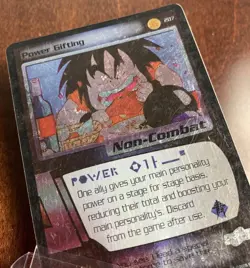 Power Gifting
207
Non-Combat
POWER
One ally gives your main personality
power on a stage for stage basis,
reducing their total and boosting your
main personality's. Discard
from the game after use.